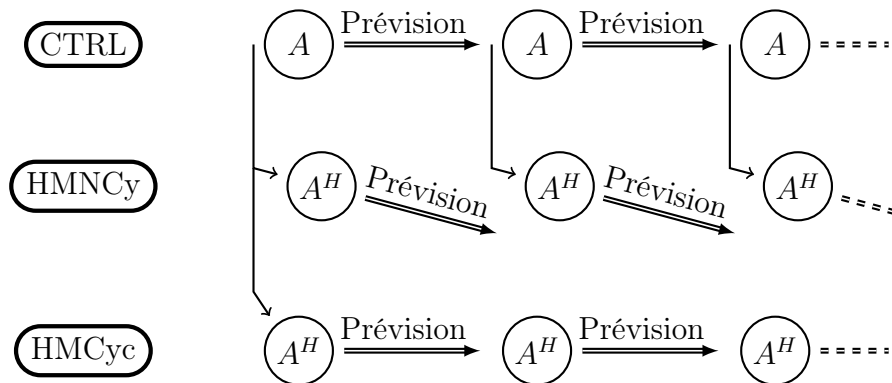 CTRL A Prévision A Prévision A
HMNCy A^H Prévision A^H Prévision A^H
HMCyc A^H Prévision A^H Prévision A^H